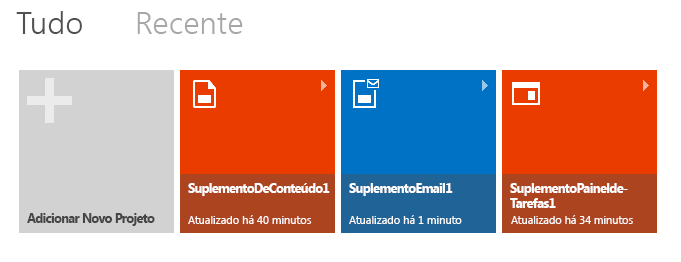 Tudo Recente
Adicionar Novo Projeto
SuplementoDeConteúdo1
Atualizado há 40 minutos
SuplementoEmail1
Atualizado há 1 minuto
SuplementoPainelde-
Tarefas1
Atualizado há 34 minutos